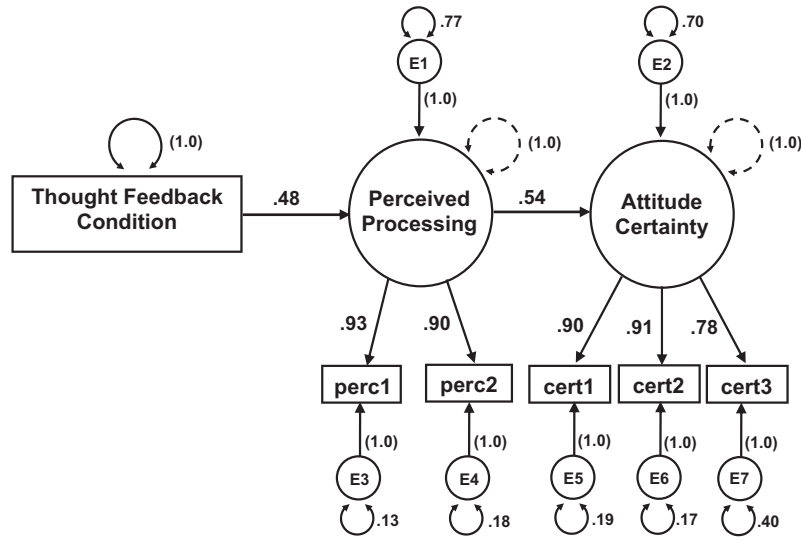 .77
.70
E1
E2
(1.0)
(1.0)
(1.0)
(1.0)
(1.0)
Thought Feedback
Condition
.48
Perceived
Processing
.54
Attitude
Certainty
.93
.90
.90
.91
.78
perc1
perc2
cert1
cert2
cert3
(1.0)
(1.0)
(1.0)
(1.0)
(1.0)
E3
E4
E5
E6
E7
.13
.18
.19
.17
.40